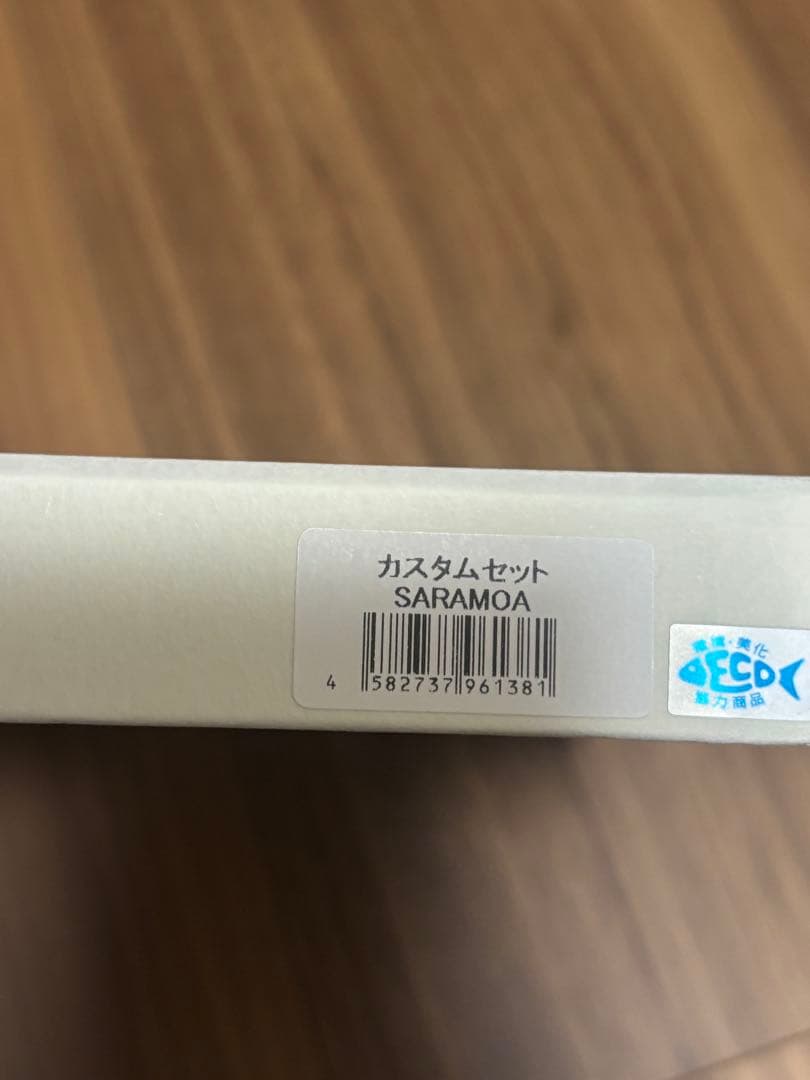 カスタムセット
SARAMOA
4 582737 961381
環境・美化
ECO
協力商品